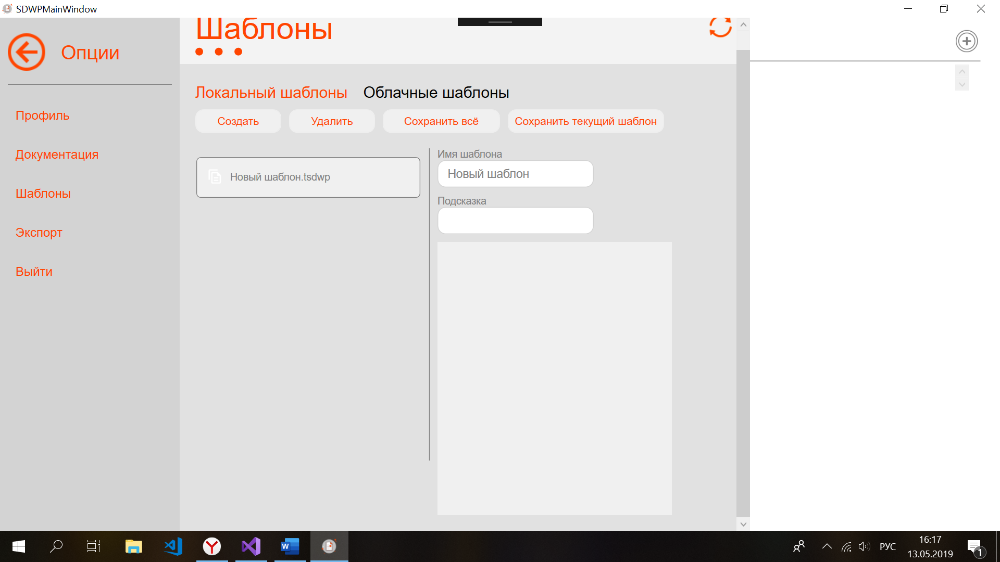 SDWPMainWindow
Опции
Профиль
Документация
Шаблоны
Экспорт
Выйти
Шаблоны
Локальный шаблоны Облачные шаблоны
Создать Удалить Сохранить всё Сохранить текущий шаблон
Новый шаблон.tsdwp
Имя шаблона
Новый шаблон
Подсказка
РУС
16:17
13.05.2019
1